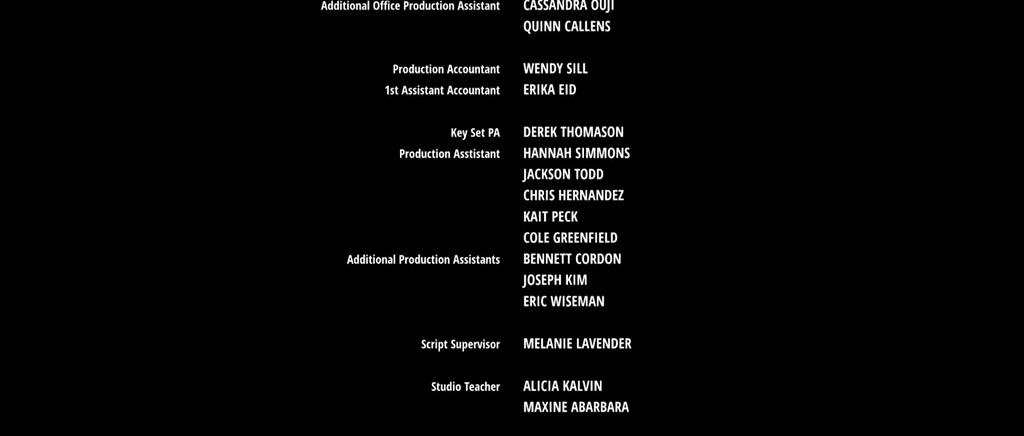 Additional Office Production Assistant CASSANDRA OUJI
QUINN CALLENS
Production Accountant WENDY SILL
1st Assistant Accountant ERIKA EID
Key Set PA DEREK THOMASON
Production Asstistant HANNAH SIMMONS
JACKSON TODD
CHRIS HERNANDEZ
KAIT PECK
COLE GREENFIELD
Additional Production Assistants BENNETT CORDON
JOSEPH KIM
ERIC WISEMAN
Script Supervisor MELANIE LAVENDER
Studio Teacher ALICIA KALVIN
MAXINE ABARBARA